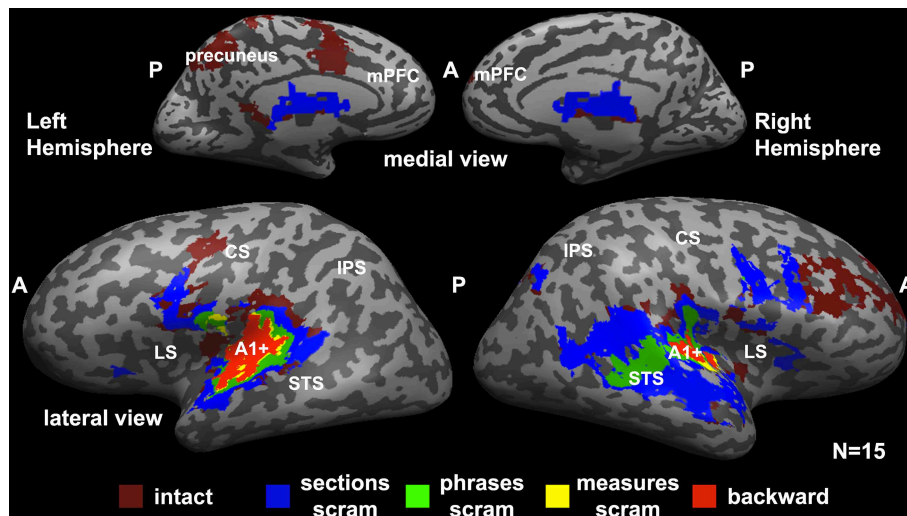 precuneus
P
mPFC
A
mPFC
P
Left
Hemisphere
medial view
Right
Hemisphere
CS
IPS
A
LS
A1+
STS
lateral view
P
IPS
CS
A
A1+
LS
STS
N=15
intact
sections
scram
phrases
scram
measures
scram
backward